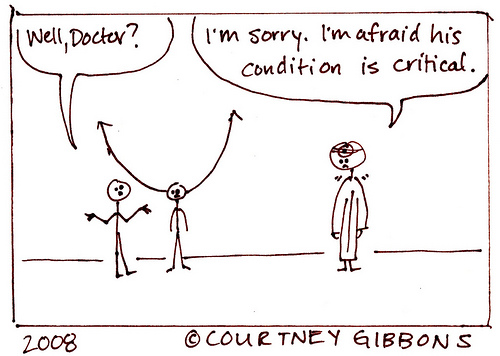 Well, Doctor?
I'm sorry. I'm afraid his
condition is critical.
2008 © COURTNEY GIBBONS